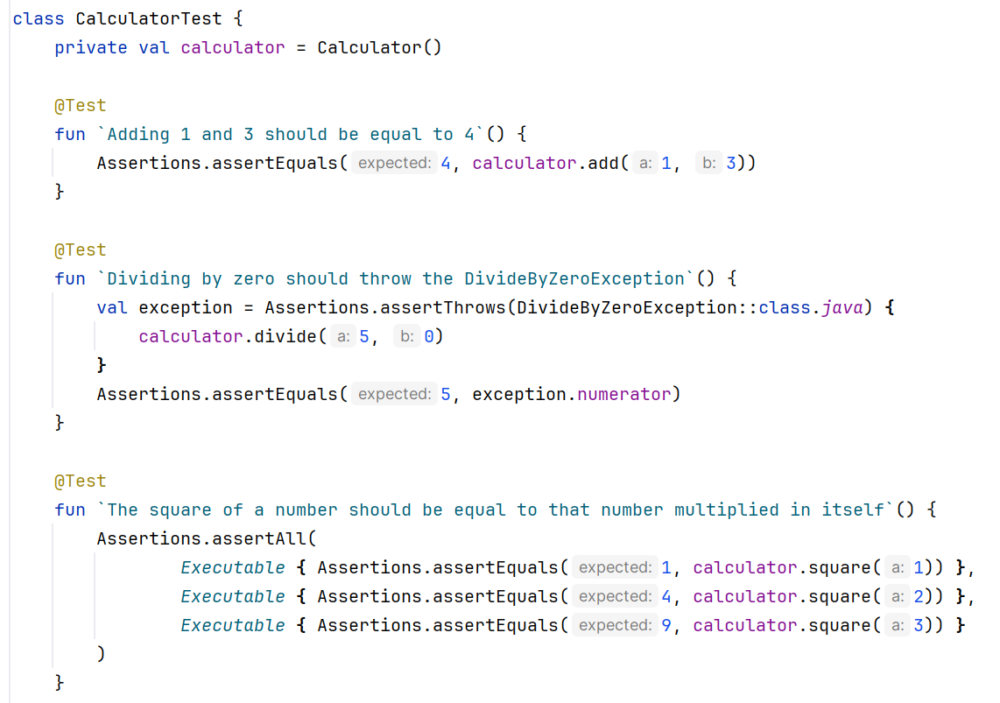 class CalculatorTest {
    private val calculator = Calculator()

    @Test
    fun `Adding 1 and 3 should be equal to 4`() {
        Assertions.assertEquals( expected: 4, calculator.add( a: 1, b: 3))
    }

    @Test
    fun `Dividing by zero should throw the DivideByZeroException`() {
        val exception = Assertions.assertThrows(DivideByZeroException::class.java) {
            calculator.divide( a: 5, b: 0)
        }
        Assertions.assertEquals( expected: 5, exception.numerator)
    }

    @Test
    fun `The square of a number should be equal to that number multiplied in itself`() {
        Assertions.assertAll(
                Executable { Assertions.assertEquals( expected: 1, calculator.square( a: 1)) },
                Executable { Assertions.assertEquals( expected: 4, calculator.square( a: 2)) },
                Executable { Assertions.assertEquals( expected: 9, calculator.square( a: 3)) }
        )
    }